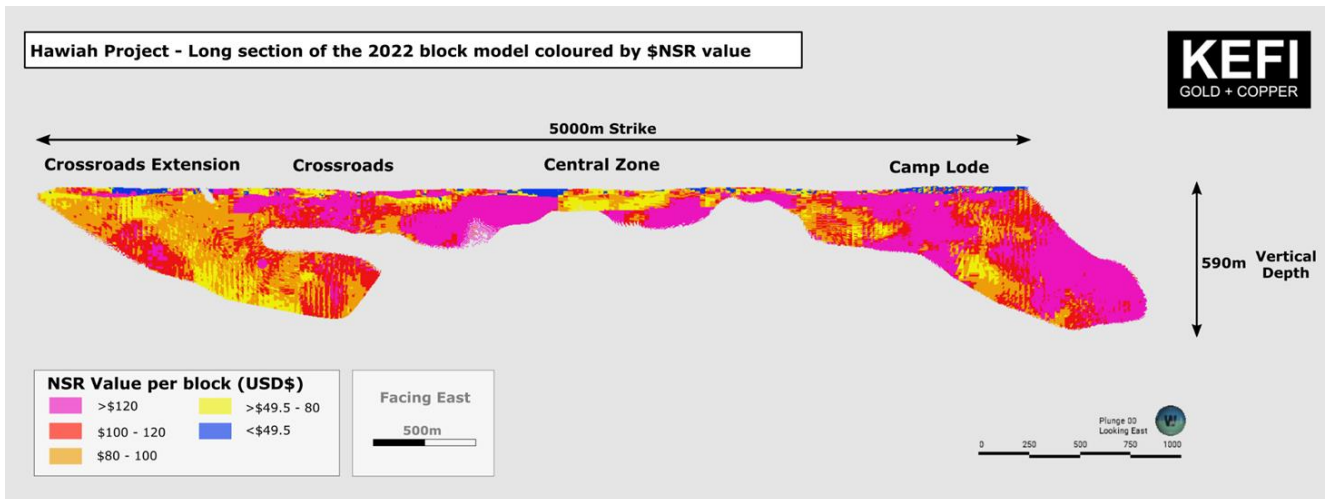 Hawiah Project - Long section of the 2022 block model coloured by $NSR value
KEFI
GOLD + COPPER
5000m Strike
Crossroads Extension
Crossroads
Central Zone
Camp Lode
590m
Vertical
Depth
NSR Value per block (USD$)
>$120
>$49.5 - 80
$100 - 120
<$49.5
$80 - 100
Facing East
500m
Plunge 00
Looking East
0 250 500 750 1000